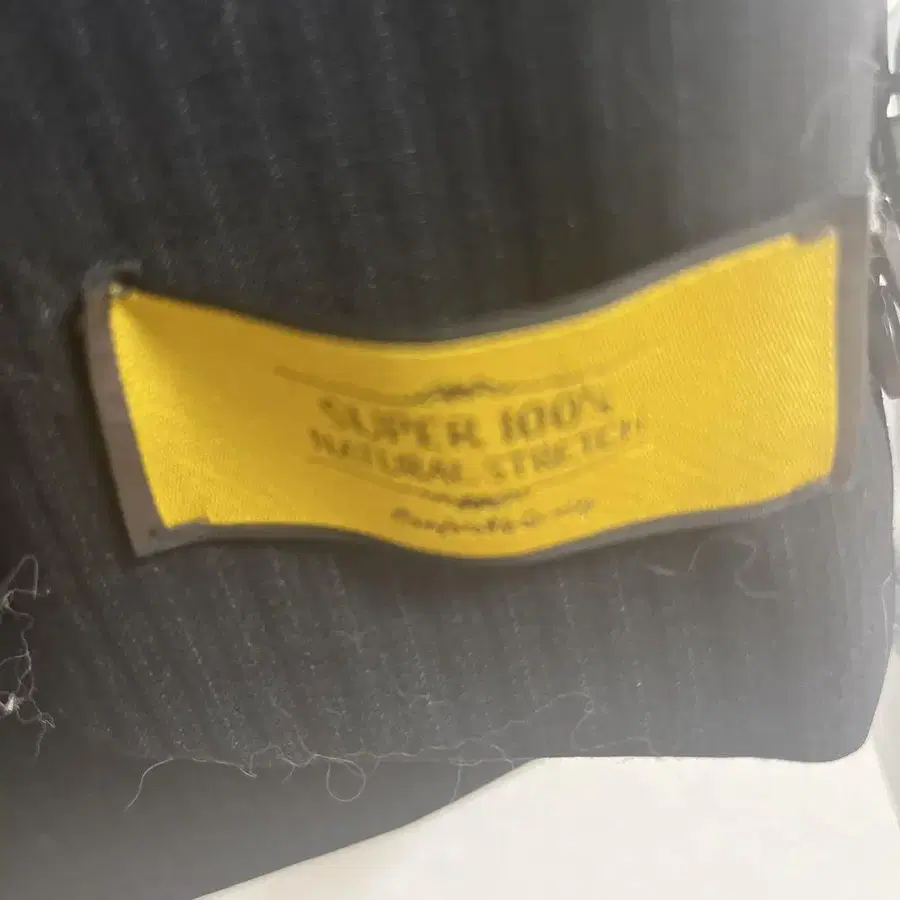 SUPER 100'S
NATURAL STRETCH